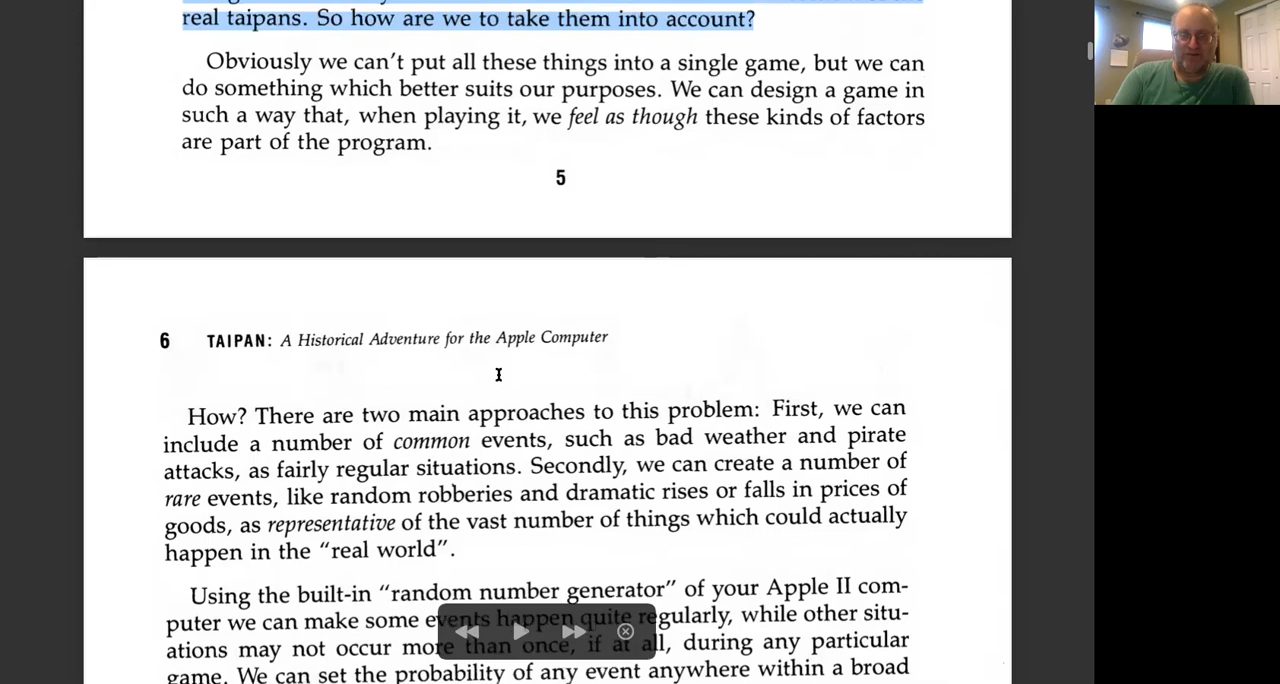 real taipans. So how are we to take them into account?
Obviously we can't put all these things into a single game, but we can
do something which better suits our purposes. We can design a game in
such a way that, when playing it, we feel as though these kinds of factors
are part of the program.
5
6 TAIPAN: A Historical Adventure for the Apple Computer
How? There are two main approaches to this problem: First, we can
include a number of common events, such as bad weather and pirate
attacks, as fairly regular situations. Secondly, we can create a number of
rare events, like random robberies and dramatic rises or falls in prices of
goods, as representative of the vast number of things which could actually
happen in the “real world”.
Using the built-in “random number generator” of your Apple II com-
puter we can make some events happen quite regularly, while other situ-
ations may not occur more than once, if at all, during any particular
game. We can set the probability of any event anywhere within a broad